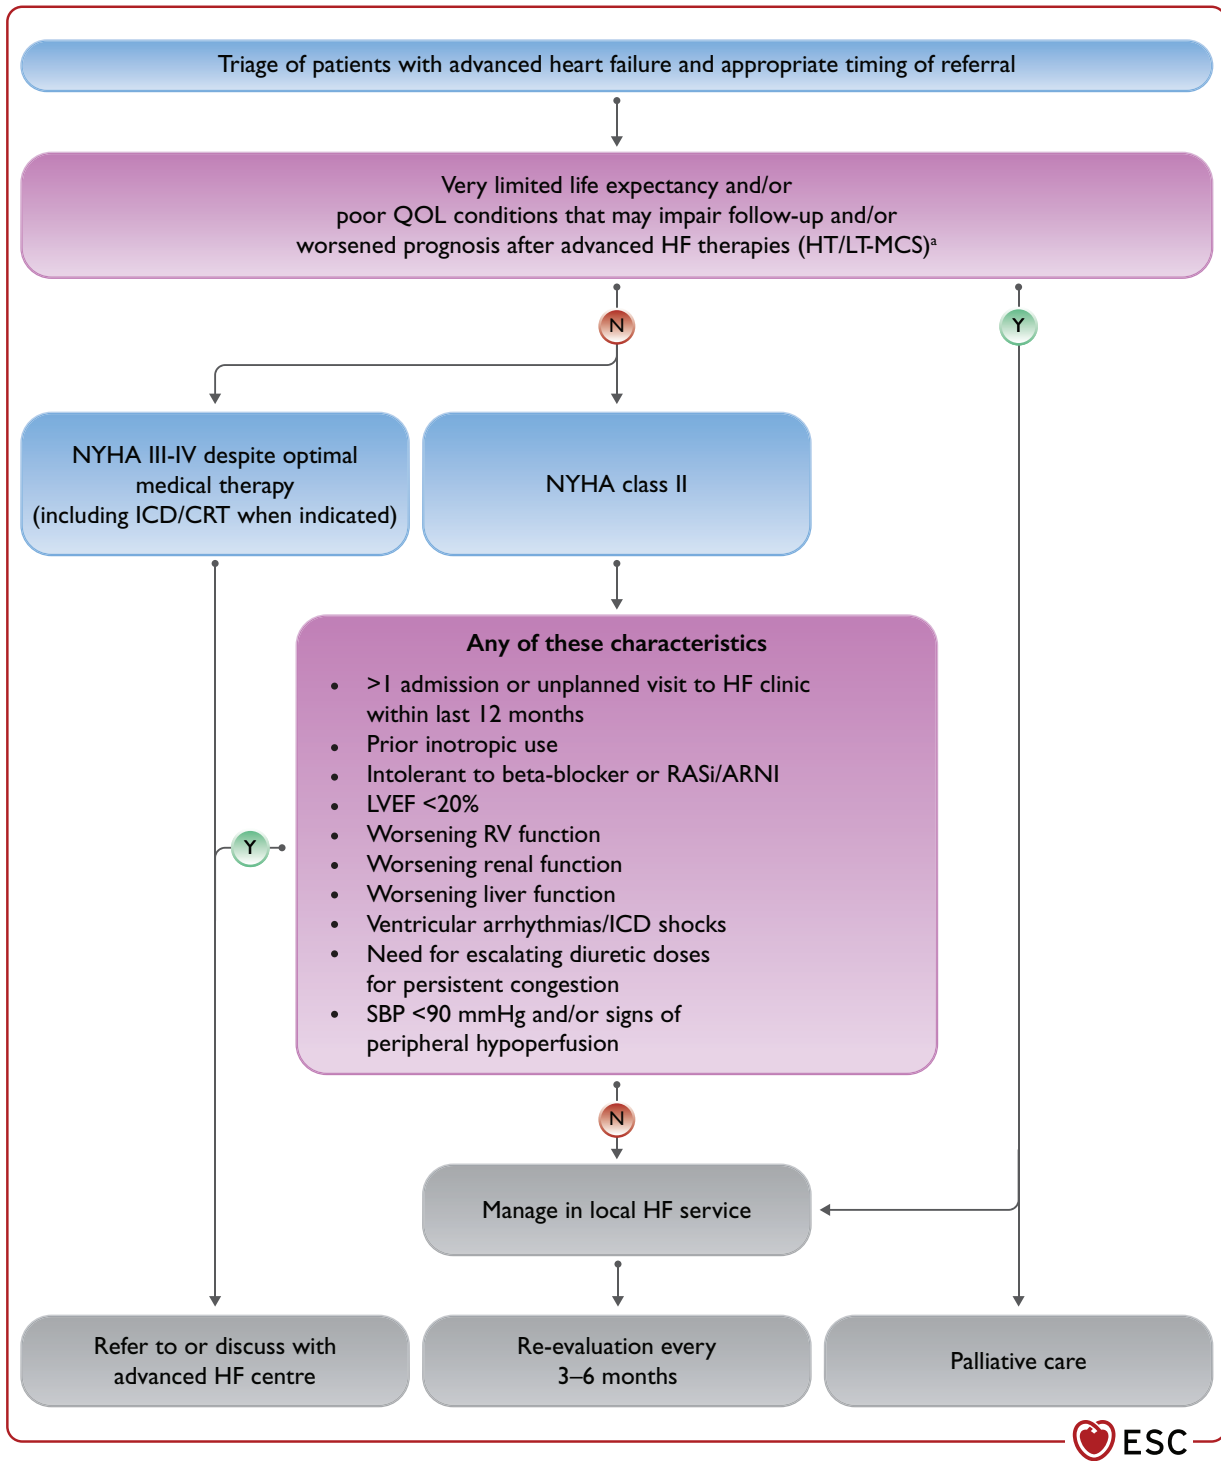 Triage of patients with advanced heart failure and appropriate timing of referral
Very limited life expectancy and/or
poor QOL conditions that may impair follow-up and/or
worsened prognosis after advanced HF therapies (HT/LT-MCS)ᵃ
N
Y
NYHA III-IV despite optimal
medical therapy
(including ICD/CRT when indicated)
NYHA class II
Any of these characteristics
• >1 admission or unplanned visit to HF clinic
within last 12 months
• Prior inotropic use
• Intolerant to beta-blocker or RASi/ARNI
• LVEF <20%
• Worsening RV function
• Worsening renal function
• Worsening liver function
• Ventricular arrhythmias/ICD shocks
• Need for escalating diuretic doses
for persistent congestion
• SBP <90 mmHg and/or signs of
peripheral hypoperfusion
Y
N
Manage in local HF service
Refer to or discuss with
advanced HF centre
Re-evaluation every
3–6 months
Palliative care
ESC